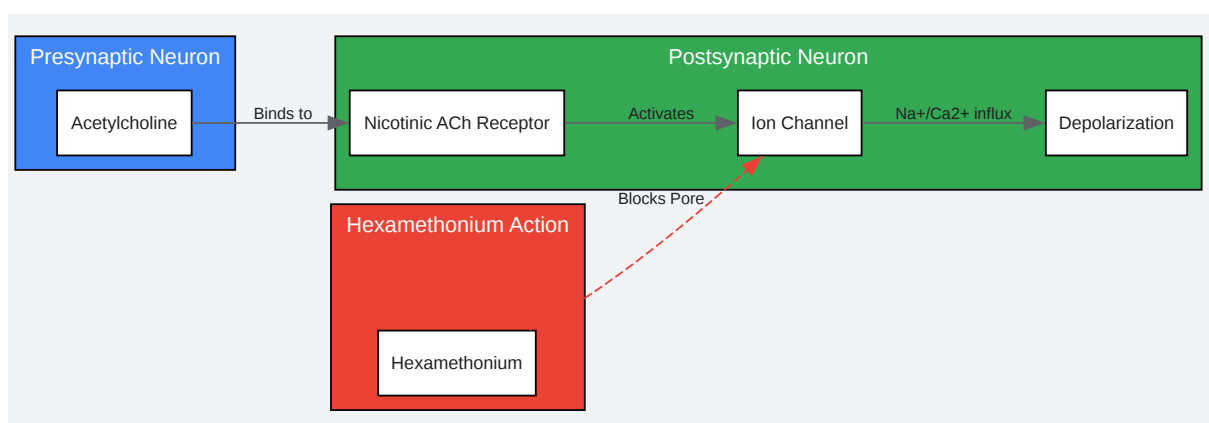 Presynaptic Neuron
Postsynaptic Neuron
Acetylcholine
Binds to
Nicotinic ACh Receptor
Activates
Ion Channel
Na+/Ca2+ influx
Depolarization
Blocks Pore
Hexamethonium Action
Hexamethonium